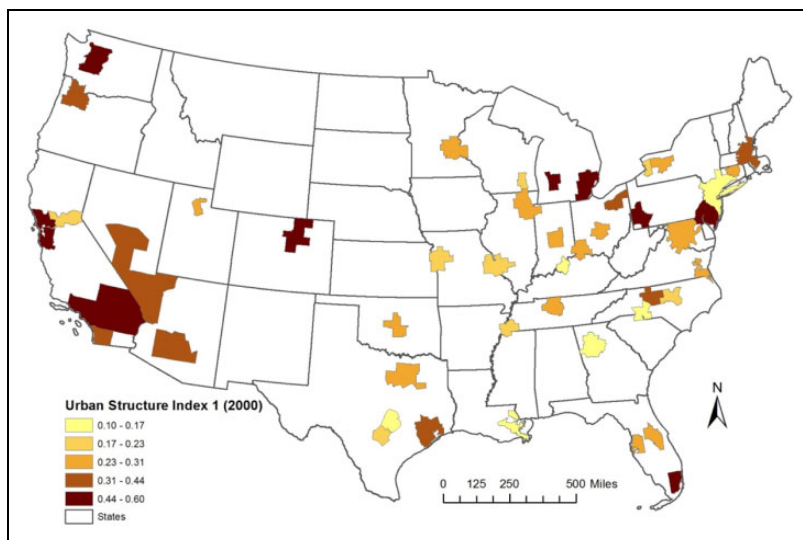 N
Urban Structure Index 1 (2000)
0.10 - 0.17
0.17 - 0.23
0.23 - 0.31
0.31 - 0.44
0.44 - 0.60
States
0 125 250 500 Miles